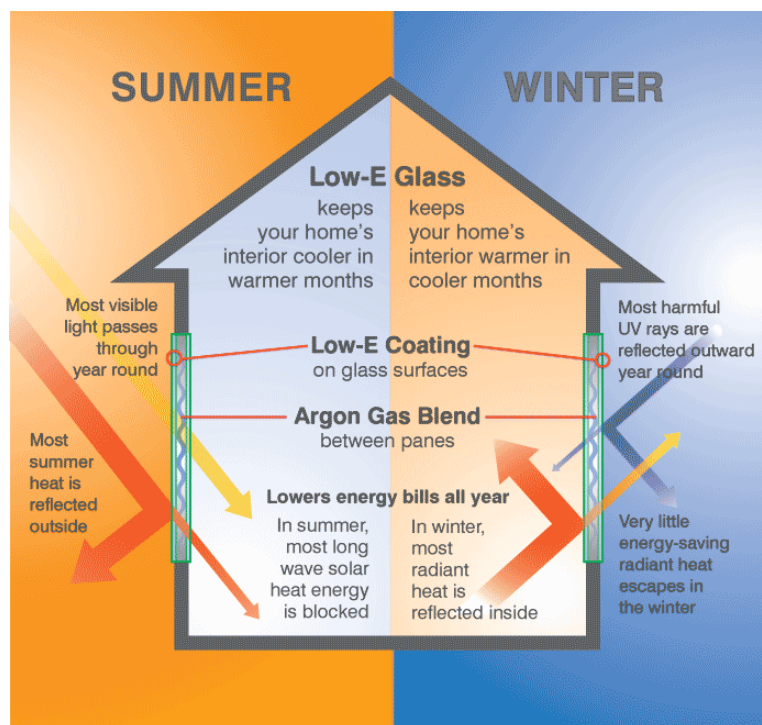 SUMMER
WINTER
Low-E Glass
keeps
your home's
interior cooler in
warmer months
keeps
your home's
interior warmer in
cooler months
Most visible
light passes
through
year round
Most harmful
UV rays are
reflected outward
year round
Low-E Coating
on glass surfaces
Argon Gas Blend
between panes
Most
summer
heat is
reflected
outside
Lowers energy bills all year
In summer,
most long
wave solar
heat energy
is blocked
In winter,
most
radiant
heat is
reflected inside
Very little
energy-saving
radiant heat
escapes in
the winter